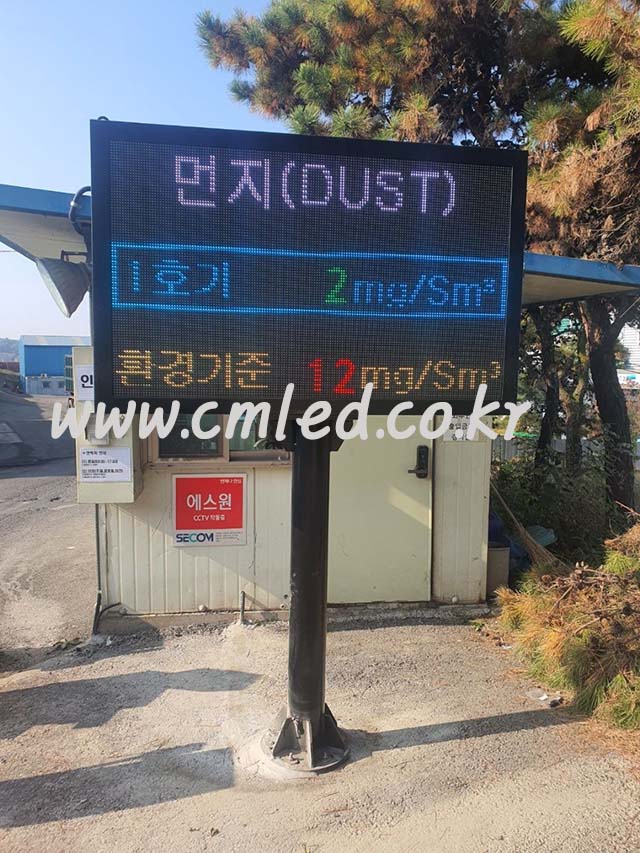 먼지(DUST)
1호기 2mg/Sm³
환경기준 12mg/Sm³
www.cmled.co.kr
인
에스원
CCTV 작동중
SECOM